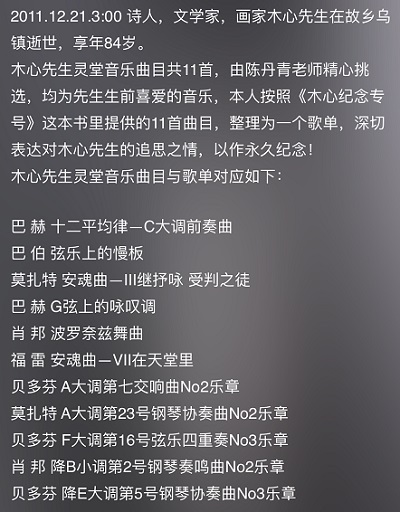 2011.12.21.3:00 诗人，文学家，画家木心先生在故乡乌
镇逝世，享年84岁。
木心先生灵堂音乐曲目共11首，由陈丹青老师精心挑
选，均为先生生前喜爱的音乐，本人按照《木心纪念专
号》这本书里提供的11首曲目，整理为一个歌单，深切
表达对木心先生的追思之情，以作永久纪念！
木心先生灵堂音乐曲目与歌单对应如下：
巴 赫 十二平均律—C大调前奏曲
巴 伯 弦乐上的慢板
莫扎特 安魂曲—III继抒咏 受判之徒
巴 赫 G弦上的咏叹调
肖 邦 波罗奈兹舞曲
福 雷 安魂曲—VII在天堂里
贝多芬 A大调第七交响曲No2乐章
莫扎特 A大调第23号钢琴协奏曲No2乐章
贝多芬 F大调第16号弦乐四重奏No3乐章
肖 邦 降B小调第2号钢琴奏鸣曲No2乐章
贝多芬 降E大调第5号钢琴协奏曲No3乐章